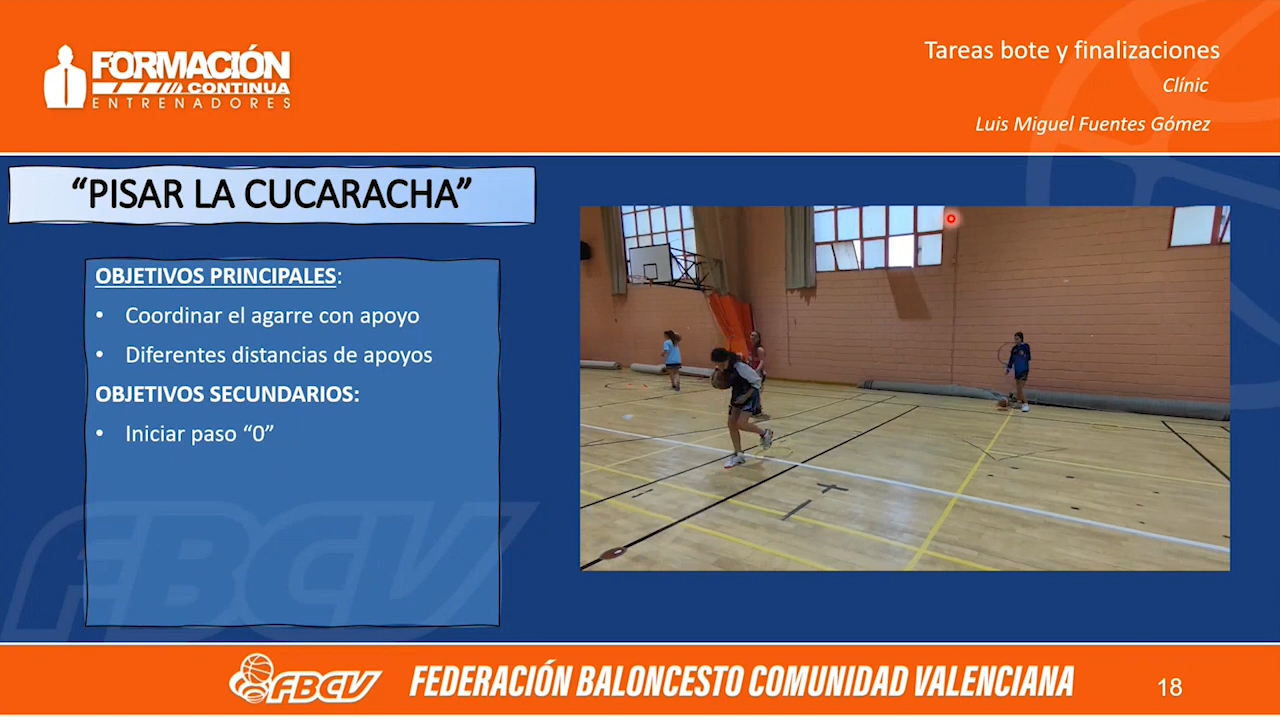 FORMACIÓN
CONTINUA
ENTRENADORES
Tareas bote y finalizaciones
Clínic
Luis Miguel Fuentes Gómez
“PISAR LA CUCARACHA”
OBJETIVOS PRINCIPALES:
• Coordinar el agarre con apoyo
• Diferentes distancias de apoyos
OBJETIVOS SECUNDARIOS:
• Iniciar paso “0”
FBCV
FBCV
FEDERACIÓN BALONCESTO COMUNIDAD VALENCIANA
18